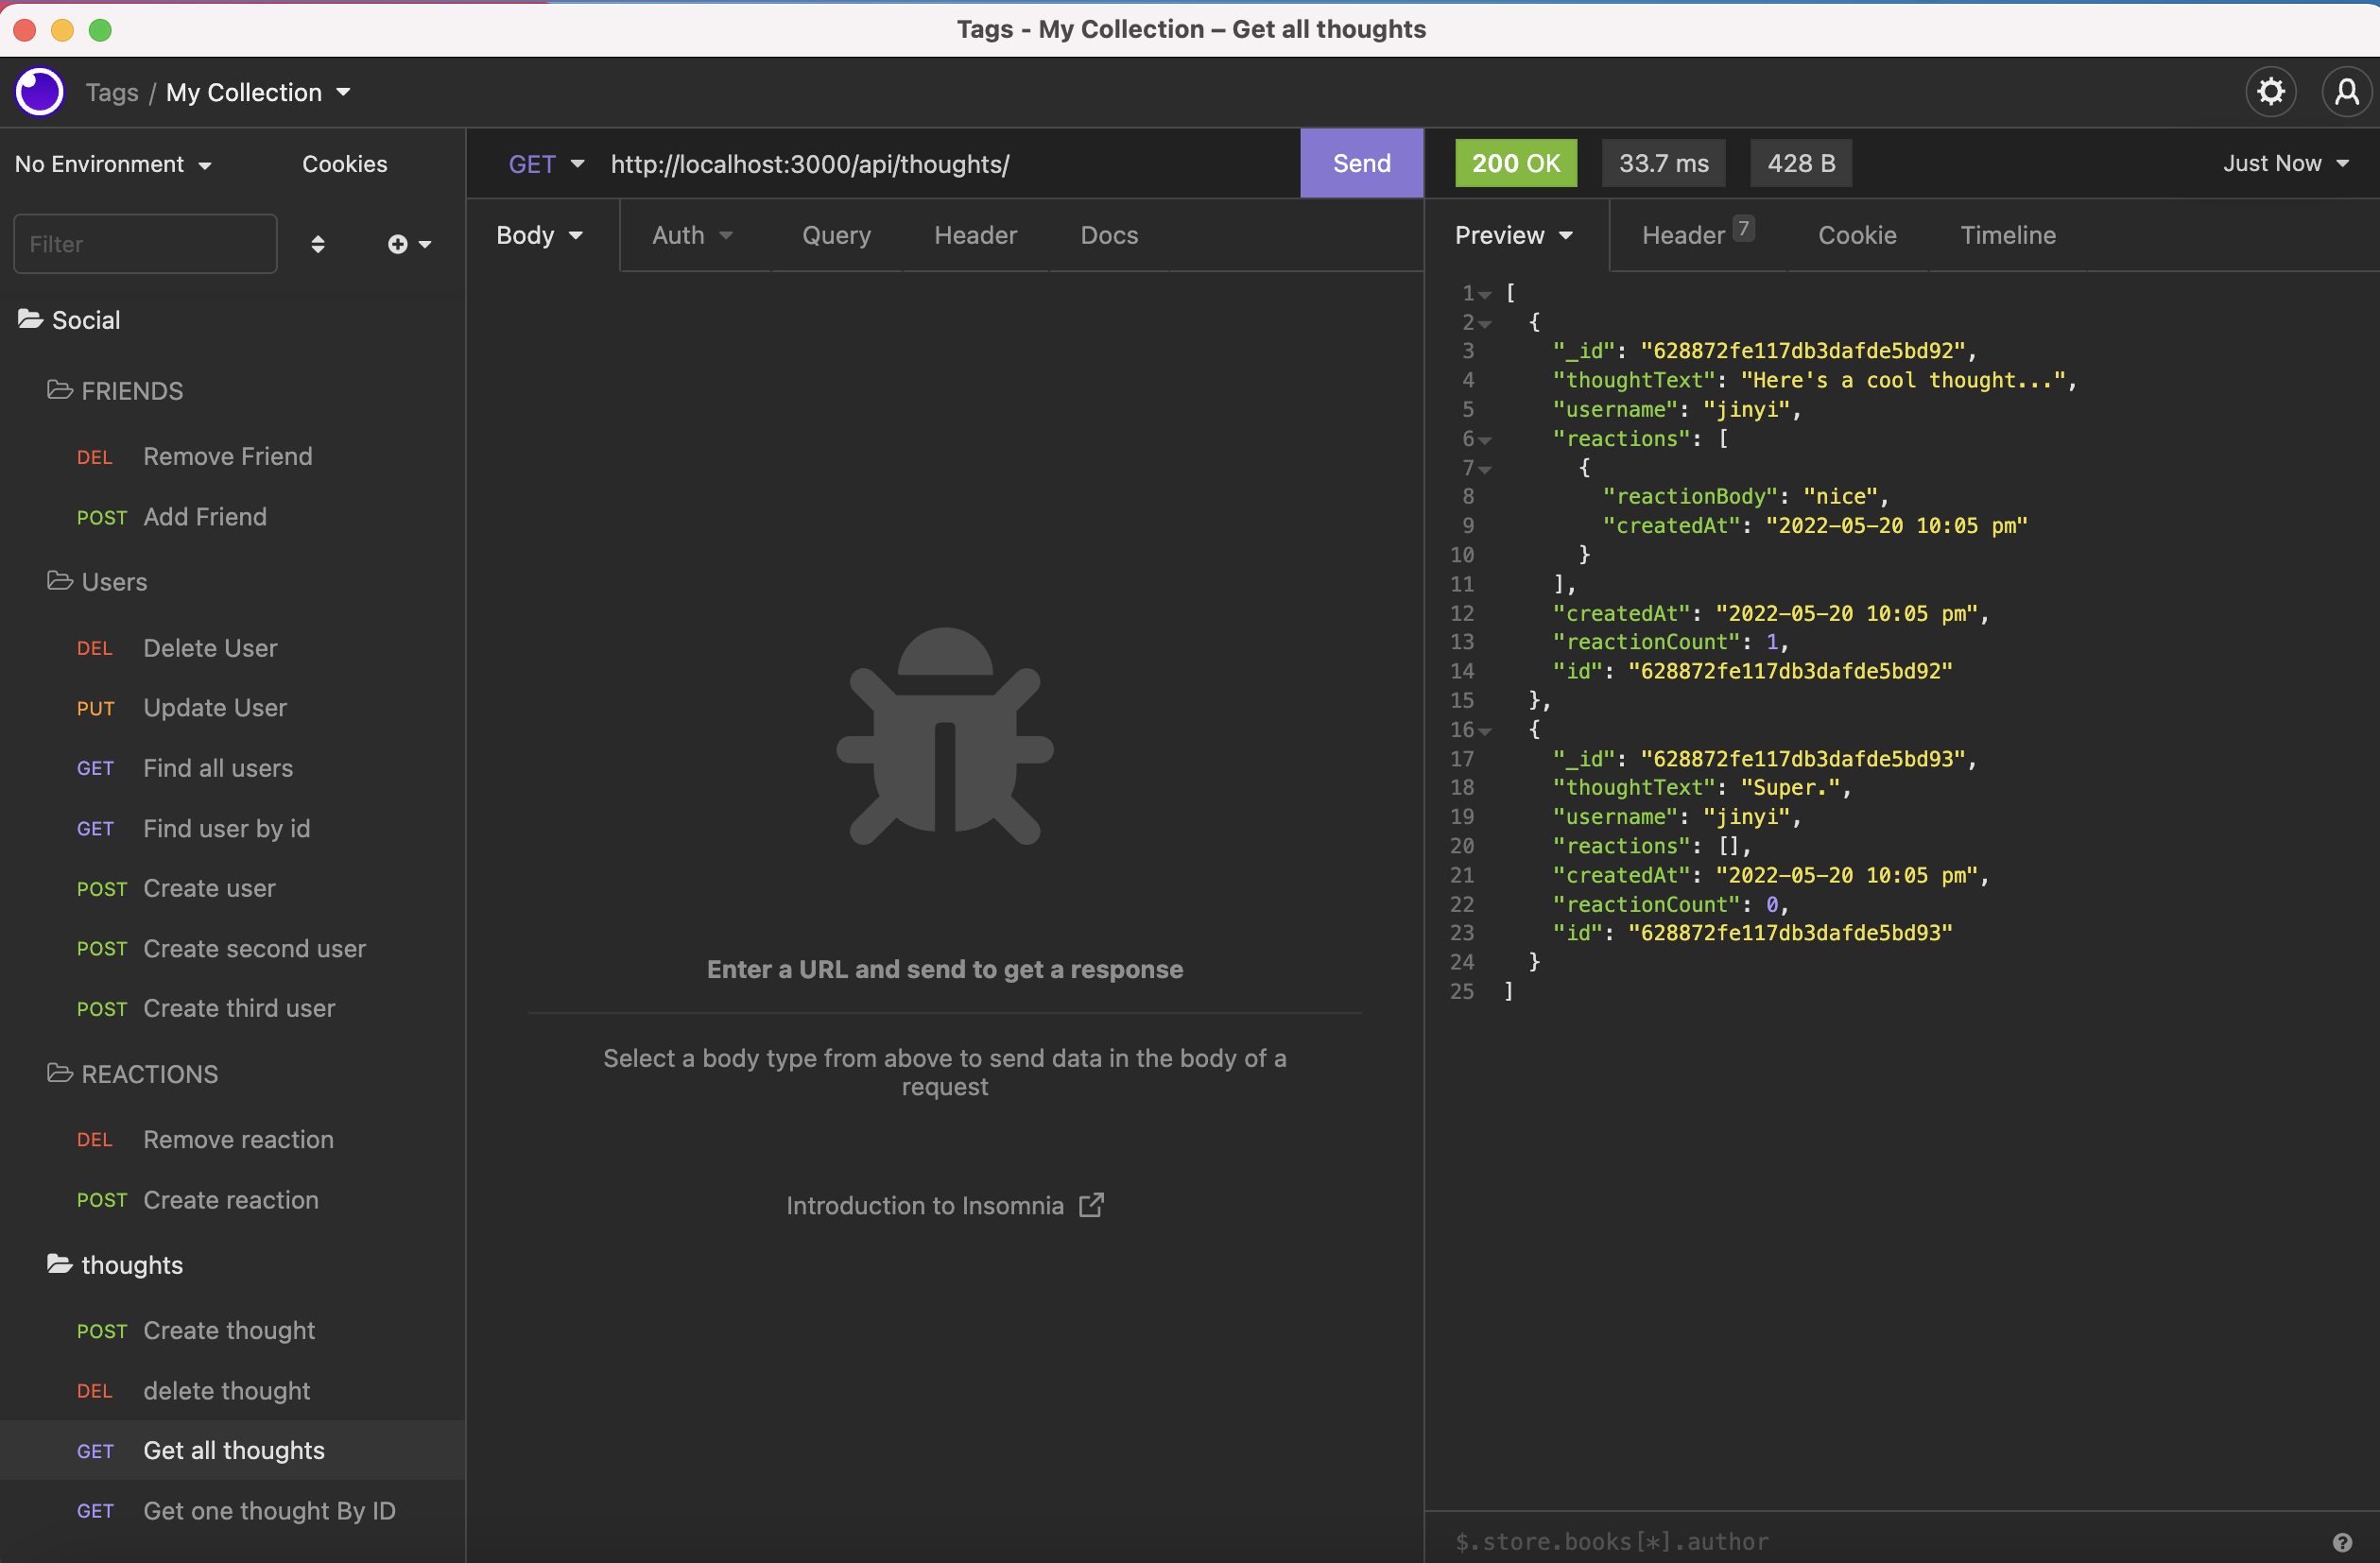 Tags - My Collection – Get all thoughts
Tags / My Collection
No Environment Cookies
Filter
Social
FRIENDS
DEL Remove Friend
POST Add Friend
Users
DEL Delete User
PUT Update User
GET Find all users
GET Find user by id
POST Create user
POST Create second user
POST Create third user
REACTIONS
DEL Remove reaction
POST Create reaction
thoughts
POST Create thought
DEL delete thought
GET Get all thoughts
GET Get one thought By ID
GET http://localhost:3000/api/thoughts/ Send
Body Auth Query Header Docs
Enter a URL and send to get a response
Select a body type from above to send data in the body of a
request
Introduction to Insomnia
200 OK 33.7 ms 428 B Just Now
Preview Header 7 Cookie Timeline
1 [
2 {
3 "_id": "628872fe117db3dafde5bd92",
4 "thoughtText": "Here's a cool thought...",
5 "username": "jinyi",
6 "reactions": [
7 {
8 "reactionBody": "nice",
9 "createdAt": "2022-05-20 10:05 pm"
10 }
11 ],
12 "createdAt": "2022-05-20 10:05 pm",
13 "reactionCount": 1,
14 "id": "628872fe117db3dafde5bd92"
15 },
16 {
17 "_id": "628872fe117db3dafde5bd93",
18 "thoughtText": "Super.",
19 "username": "jinyi",
20 "reactions": [],
21 "createdAt": "2022-05-20 10:05 pm",
22 "reactionCount": 0,
23 "id": "628872fe117db3dafde5bd93"
24 }
25 ]
$.store.books[*].author ?